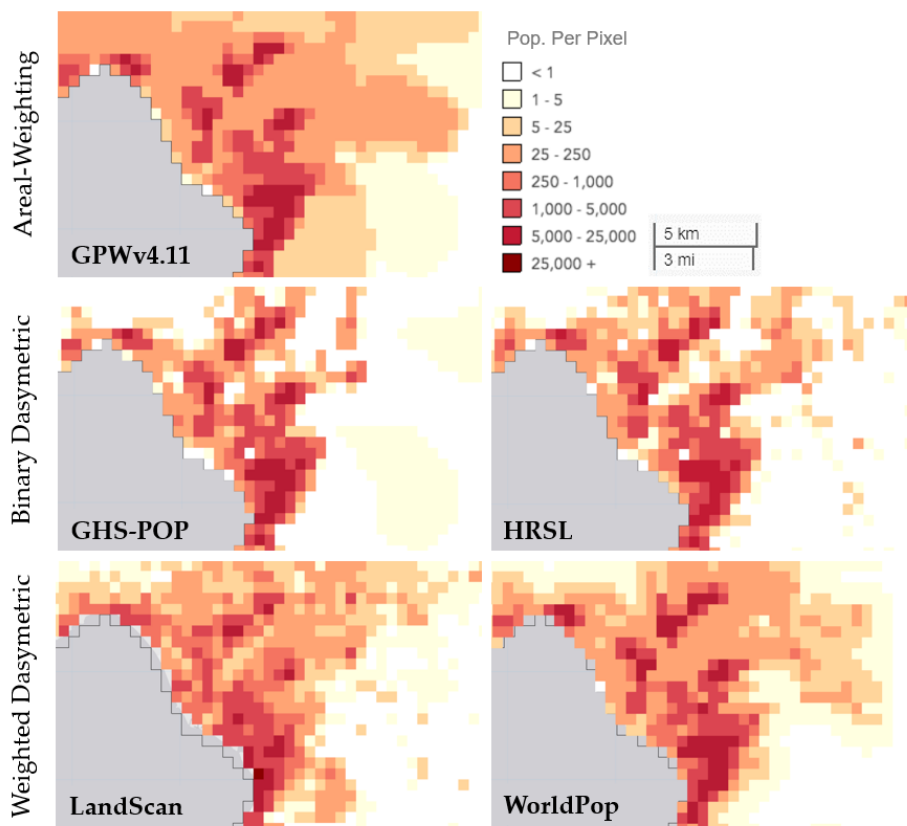 Areal-Weighting
GPWv4.11
Pop. Per Pixel
< 1
1 - 5
5 - 25
25 - 250
250 - 1,000
1,000 - 5,000
5,000 - 25,000
25,000 +
5 km
3 mi
Binary Dasymetric
GHS-POP
HRSL
Weighted Dasymetric
LandScan
WorldPop